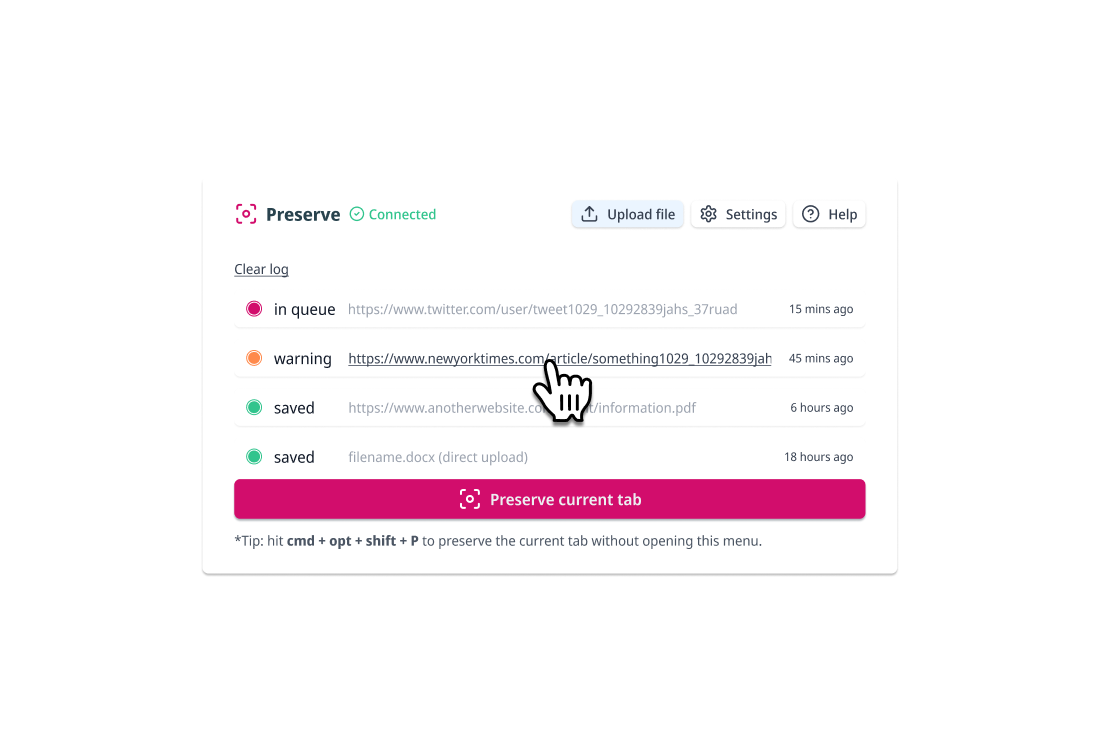 Preserve Connected Upload file Settings Help
Clear log
in queue https://www.twitter.com/user/tweet1029_10292839jahs_37ruad 15 mins ago
warning https://www.newyorktimes.com/article/something1029_10292839jah 45 mins ago
saved https://www.anotherwebsite.co /information.pdf 6 hours ago
saved filename.docx (direct upload) 18 hours ago
Preserve current tab
*Tip: hit cmd + opt + shift + P to preserve the current tab without opening this menu.